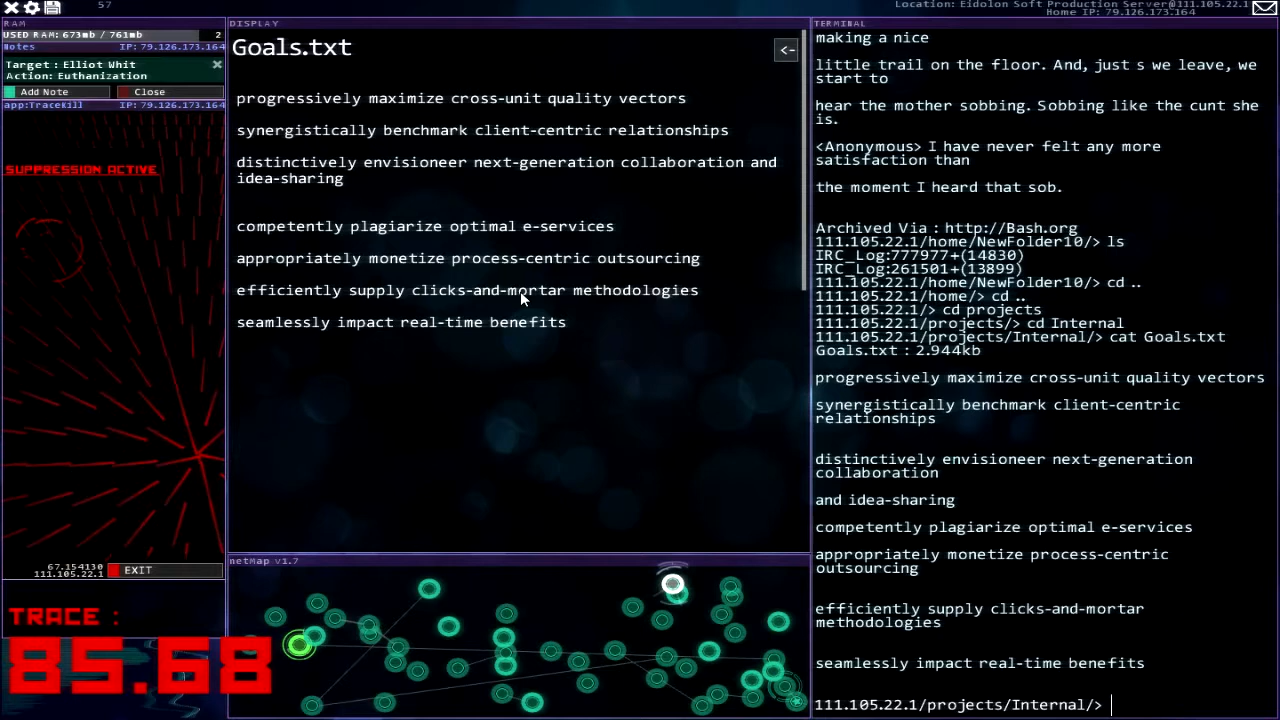 57
Location: Eidolon Soft Production Server@111.105.22.1
Home IP: 79.126.173.164
RAM
USED RAM: 673mb / 761mb
2
Notes
IP: 79.126.173.164
Target : Elliot Whit
Action: Euthanization
Add Note
Close
app:TraceKill
IP: 79.126.173.164
SUPPRESSION ACTIVE
67.154130
111.105.22.1
EXIT
TRACE :
85.68
DISPLAY
Goals.txt
<-
progressively maximize cross-unit quality vectors
synergistically benchmark client-centric relationships
distinctively envisioneer next-generation collaboration and
idea-sharing
competently plagiarize optimal e-services
appropriately monetize process-centric outsourcing
efficiently supply clicks-and-mortar methodologies
seamlessly impact real-time benefits
netMap v1.7
TERMINAL
making a nice
little trail on the floor. And, just s we leave, we
start to
hear the mother sobbing. Sobbing like the cunt she
is.
<Anonymous> I have never felt any more
satisfaction than
the moment I heard that sob.
Archived Via : http://Bash.org
111.105.22.1/home/NewFolder10/> ls
IRC_Log:777977+(14830)
IRC_Log:261501+(13899)
111.105.22.1/home/NewFolder10/> cd ..
111.105.22.1/home/> cd ..
111.105.22.1/> cd projects
111.105.22.1/projects/> cd Internal
111.105.22.1/projects/Internal/> cat Goals.txt
Goals.txt : 2.944kb
progressively maximize cross-unit quality vectors
synergistically benchmark client-centric
relationships
distinctively envisioneer next-generation
collaboration
and idea-sharing
competently plagiarize optimal e-services
appropriately monetize process-centric
outsourcing
efficiently supply clicks-and-mortar
methodologies
seamlessly impact real-time benefits
111.105.22.1/projects/Internal/>